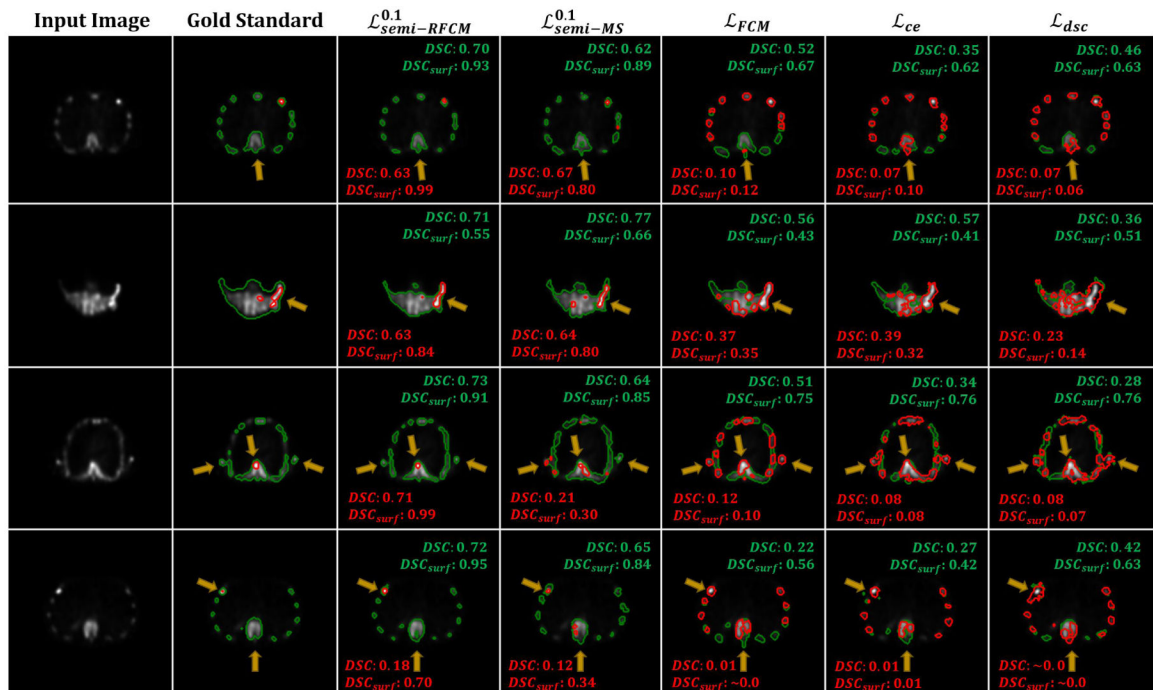 Input Image Gold Standard ℒ^{0.1}_{semi−RFCM} ℒ^{0.1}_{semi−MS} ℒ_{FCM} ℒ_{ce} ℒ_{dsc}
DSC: 0.70 DSC: 0.62 DSC: 0.52 DSC: 0.35 DSC: 0.46
DSC_{surf}: 0.93 DSC_{surf}: 0.89 DSC_{surf}: 0.67 DSC_{surf}: 0.62 DSC_{surf}: 0.63
DSC: 0.63 DSC: 0.67 DSC: 0.10 DSC: 0.07 DSC: 0.07
DSC_{surf}: 0.99 DSC_{surf}: 0.80 DSC_{surf}: 0.12 DSC_{surf}: 0.10 DSC_{surf}: 0.06
DSC: 0.71 DSC: 0.77 DSC: 0.56 DSC: 0.57 DSC: 0.36
DSC_{surf}: 0.55 DSC_{surf}: 0.66 DSC_{surf}: 0.43 DSC_{surf}: 0.41 DSC_{surf}: 0.51
DSC: 0.63 DSC: 0.64 DSC: 0.37 DSC: 0.39 DSC: 0.23
DSC_{surf}: 0.84 DSC_{surf}: 0.80 DSC_{surf}: 0.35 DSC_{surf}: 0.32 DSC_{surf}: 0.14
DSC: 0.73 DSC: 0.64 DSC: 0.51 DSC: 0.34 DSC: 0.28
DSC_{surf}: 0.91 DSC_{surf}: 0.85 DSC_{surf}: 0.75 DSC_{surf}: 0.76 DSC_{surf}: 0.76
DSC: 0.71 DSC: 0.21 DSC: 0.12 DSC: 0.08 DSC: 0.08
DSC_{surf}: 0.99 DSC_{surf}: 0.30 DSC_{surf}: 0.10 DSC_{surf}: 0.08 DSC_{surf}: 0.07
DSC: 0.72 DSC: 0.65 DSC: 0.22 DSC: 0.27 DSC: 0.42
DSC_{surf}: 0.95 DSC_{surf}: 0.84 DSC_{surf}: 0.56 DSC_{surf}: 0.42 DSC_{surf}: 0.63
DSC: 0.18 DSC: 0.12 DSC: 0.01 DSC: 0.01 DSC: ~0.0
DSC_{surf}: 0.70 DSC_{surf}: 0.34 DSC_{surf}: ~0.0 DSC_{surf}: 0.01 DSC_{surf}: ~0.0